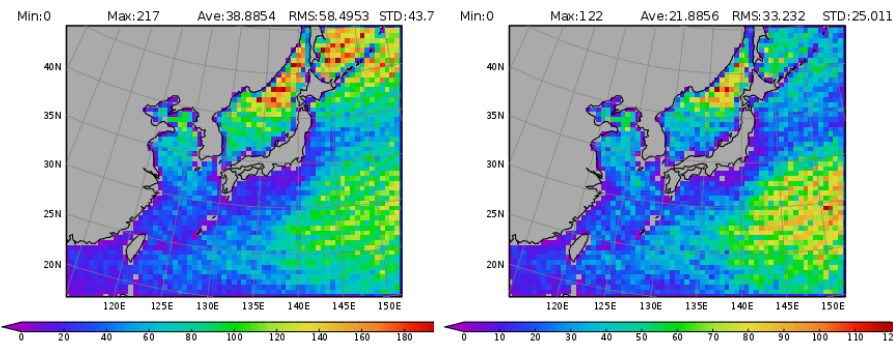 Min:0 Max:217 Ave:38.8854 RMS:58.4953 STD:43.7
Min:0 Max:122 Ave:21.8856 RMS:33.232 STD:25.011
40N
35N
30N
25N
20N
120E 125E 130E 135E 140E 145E 150E
0 20 40 60 80 100 120 140 160 180
40N
35N
30N
25N
20N
120E 125E 130E 135E 140E 145E 150E
0 10 20 30 40 50 60 70 80 90 100 110 12